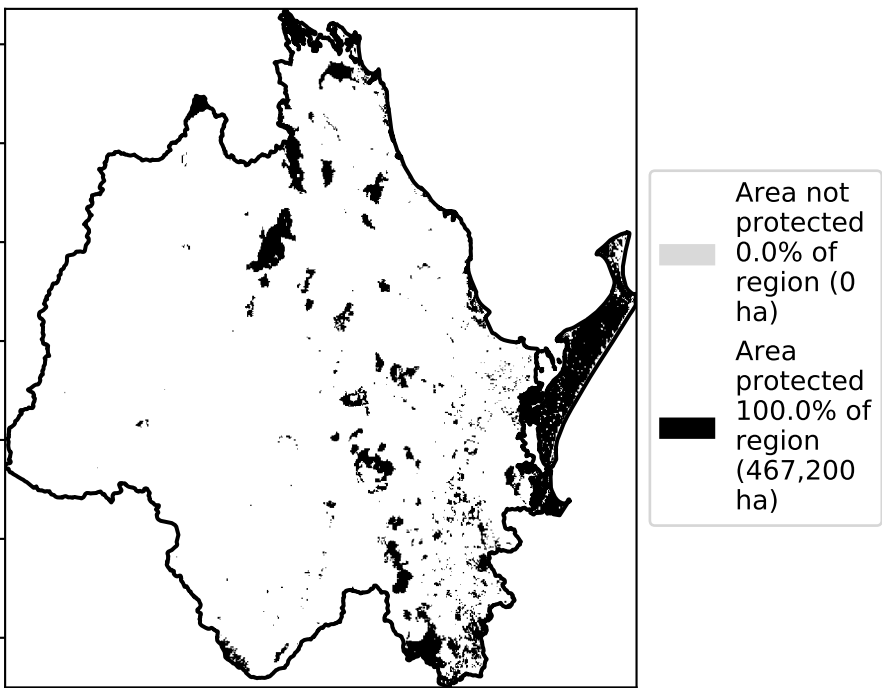 Area not
protected
0.0% of
region (0
ha)
Area
protected
100.0% of
region
(467,200
ha)